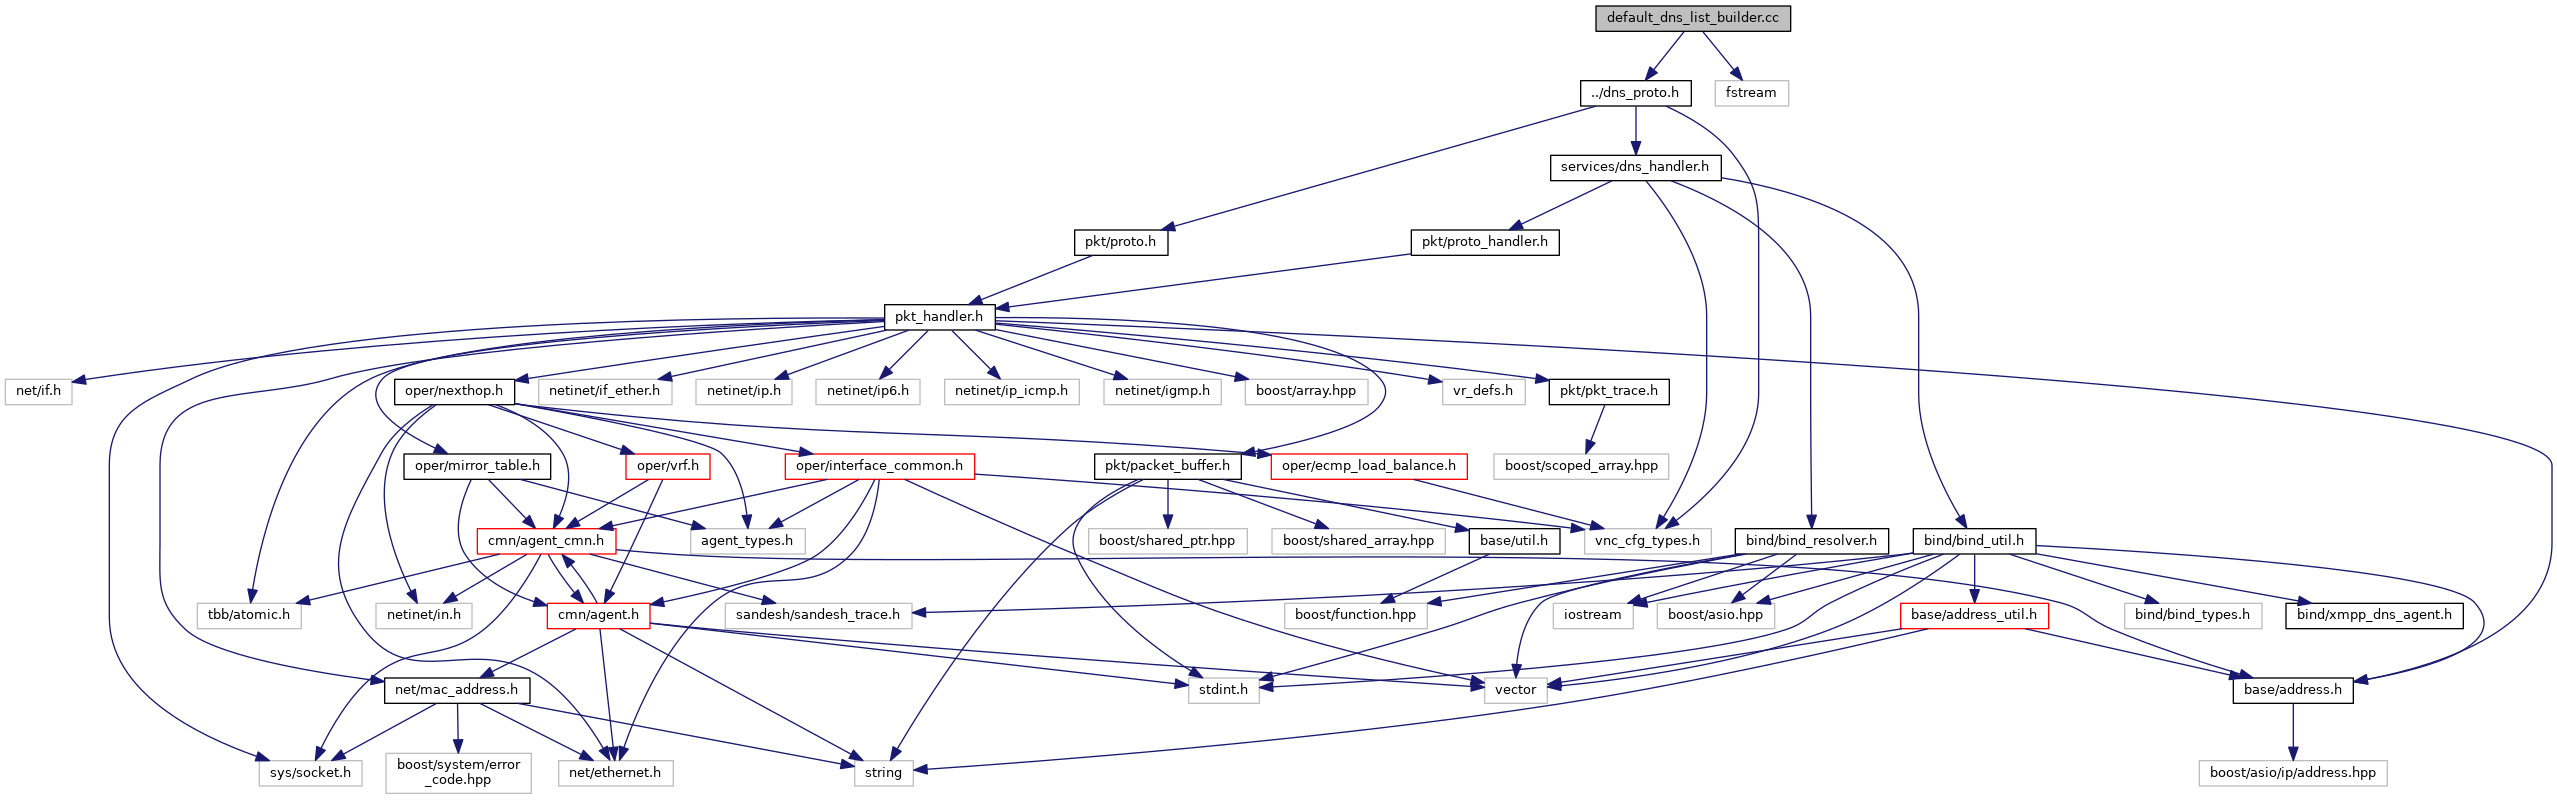 default_dns_list_builder.cc
../dns_proto.h
fstream
services/dns_handler.h
pkt/proto.h
pkt/proto_handler.h
pkt_handler.h
net/if.h
oper/nexthop.h
netinet/if_ether.h
netinet/ip.h
netinet/ip6.h
netinet/ip_icmp.h
netinet/igmp.h
boost/array.hpp
vr_defs.h
pkt/pkt_trace.h
oper/mirror_table.h
oper/vrf.h
oper/interface_common.h
pkt/packet_buffer.h
oper/ecmp_load_balance.h
boost/scoped_array.hpp
cmn/agent_cmn.h
agent_types.h
boost/shared_ptr.hpp
boost/shared_array.hpp
base/util.h
vnc_cfg_types.h
bind/bind_resolver.h
bind/bind_util.h
tbb/atomic.h
netinet/in.h
cmn/agent.h
sandesh/sandesh_trace.h
boost/function.hpp
iostream
boost/asio.hpp
base/address_util.h
bind/bind_types.h
bind/xmpp_dns_agent.h
net/mac_address.h
stdint.h
vector
base/address.h
sys/socket.h
boost/system/error
_code.hpp
net/ethernet.h
string
boost/asio/ip/address.hpp